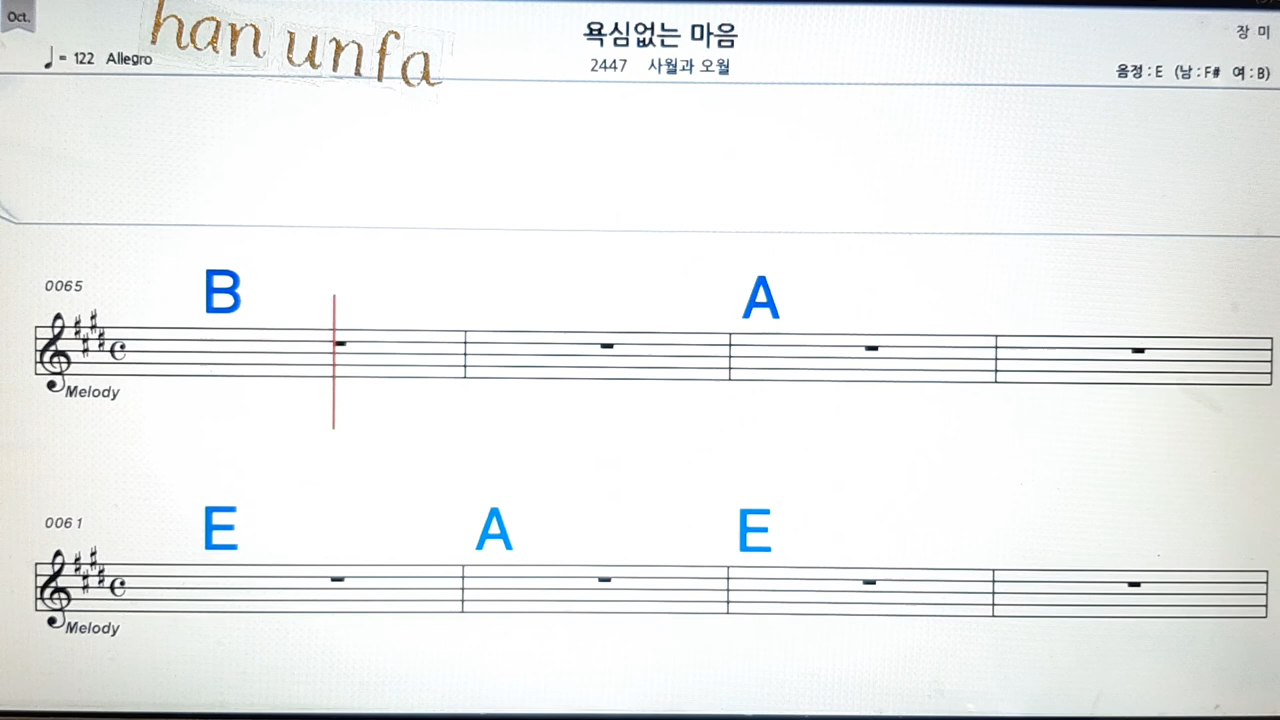 Oct.
han unfa
욕심없는 마음
장 미
♩= 122 Allegro
2447 사월과 오월
음정 : E (남 : F# 여 : B)
0065
B A
Melody
0061
E A E
Melody